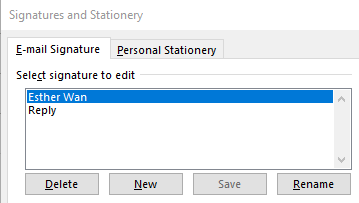 Signatures and Stationery
E-mail Signature Personal Stationery
Select signature to edit
Esther Wan
Reply
Delete New Save Rename